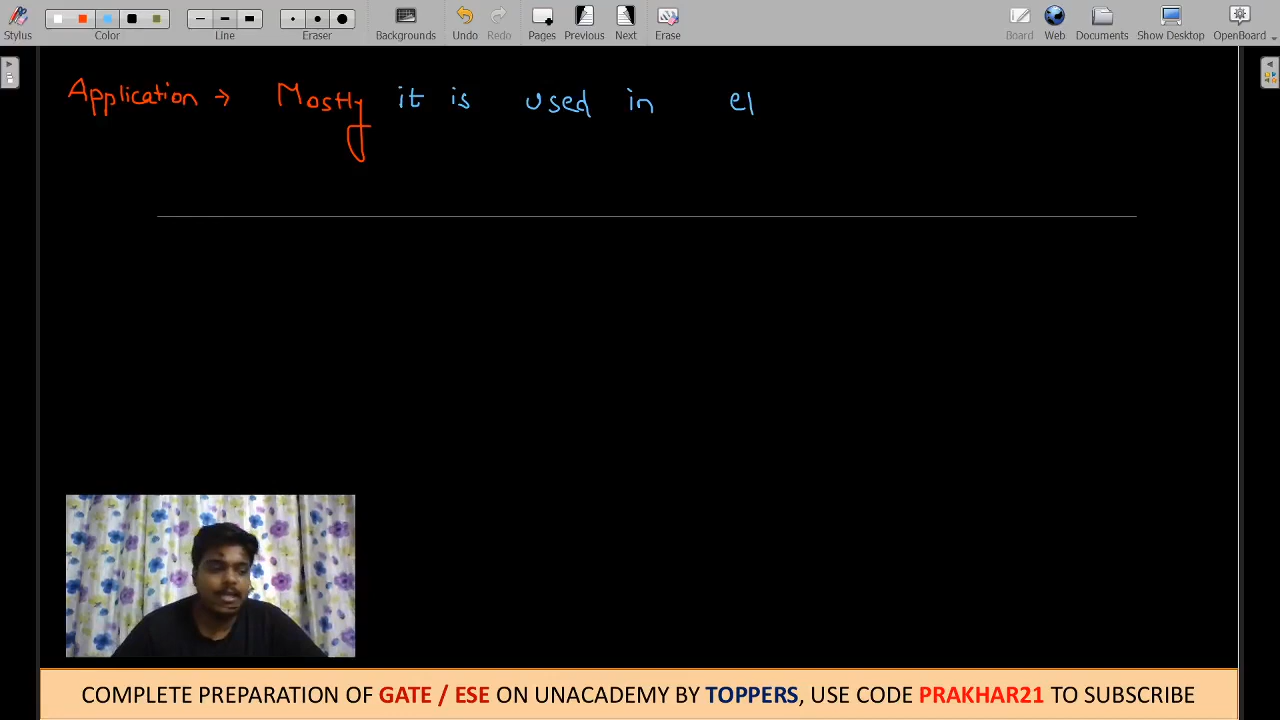 Stylus Color Line Eraser Backgrounds Undo Redo Pages Previous Next Erase Board Web Documents Show Desktop OpenBoard
Application → Mostly it is used in el
COMPLETE PREPARATION OF GATE / ESE ON UNACADEMY BY TOPPERS, USE CODE PRAKHAR21 TO SUBSCRIBE